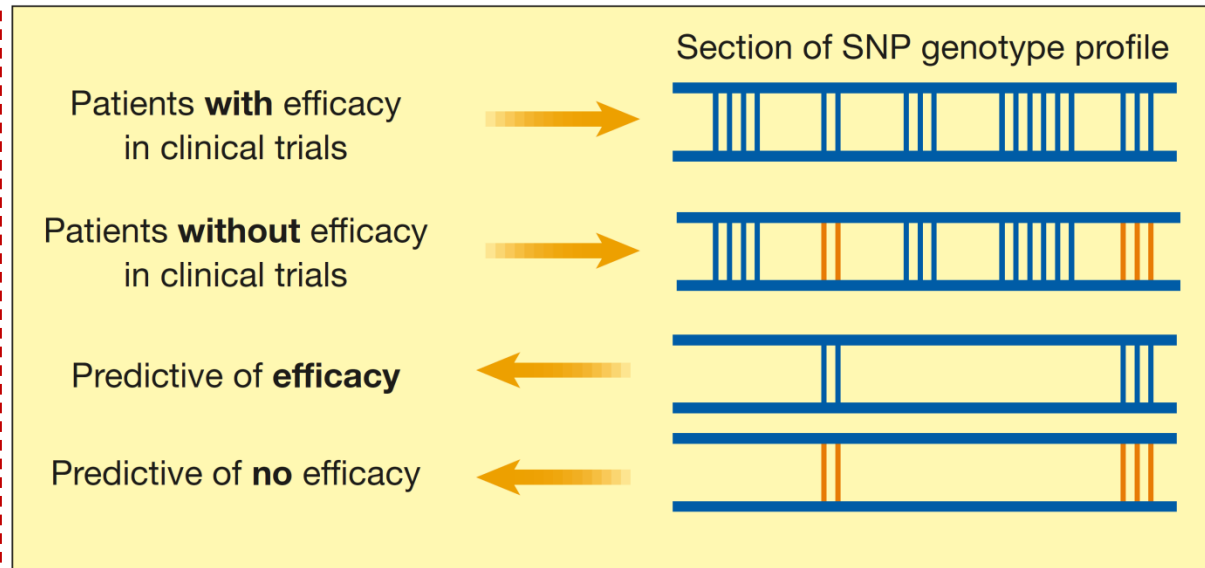 Section of SNP genotype profile
Patients with efficacy
in clinical trials
Patients without efficacy
in clinical trials
Predictive of efficacy
Predictive of no efficacy